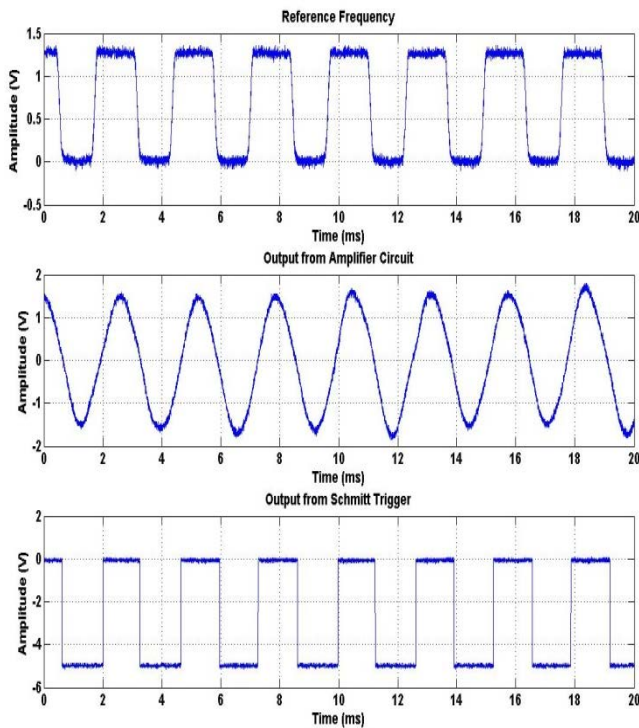 Reference Frequency
1.5
1
0.5
0
-0.5
Amplitude (V)
0 2 4 6 8 10 12 14 16 18 20
Time (ms)
Output from Amplifier Circuit
2
1
0
-1
-2
Amplitude (V)
0 2 4 6 8 10 12 14 16 18 20
Time (ms)
Output from Schmitt Trigger
2
0
-2
-4
-6
Amplitude (V)
0 2 4 6 8 10 12 14 16 18 20
Time (ms)